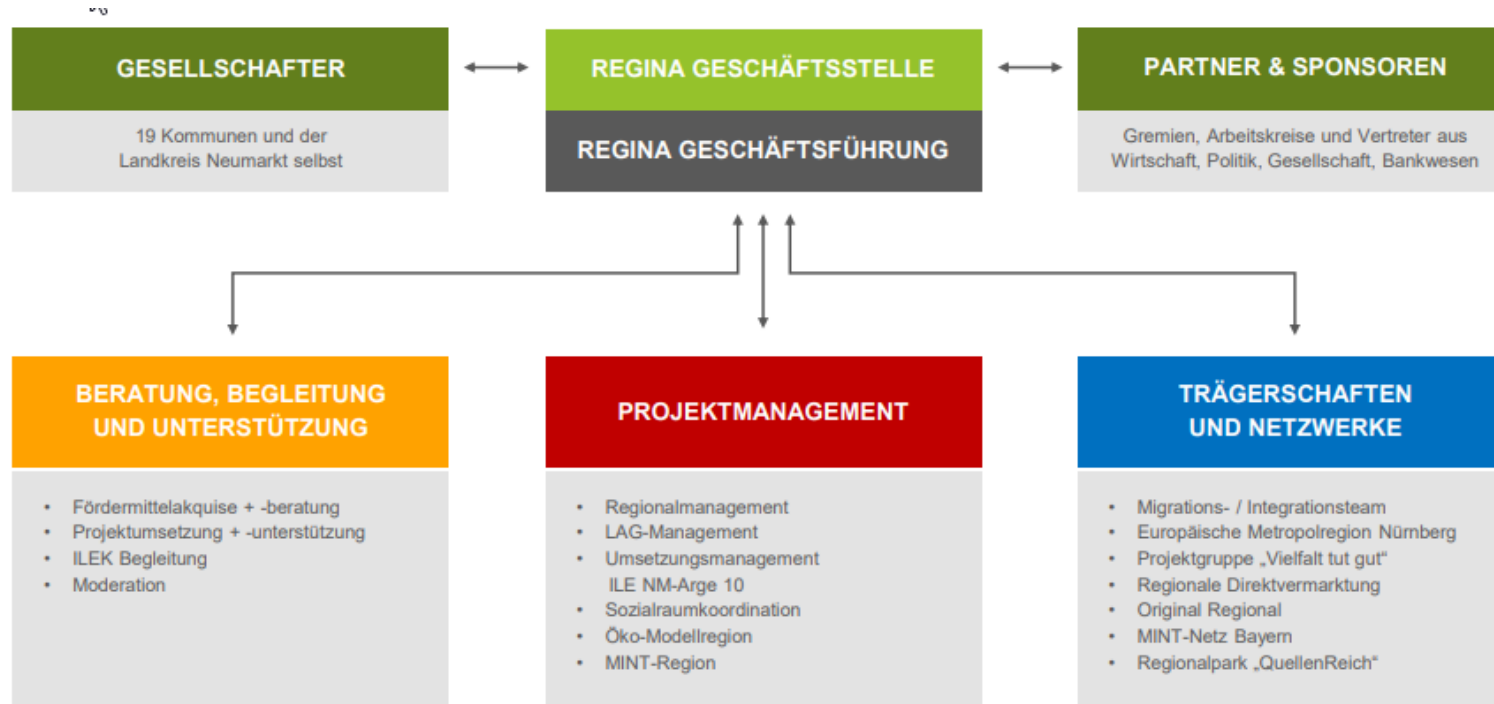 GESELLSCHAFTER
19 Kommunen und der
Landkreis Neumarkt selbst
REGINA GESCHÄFTSSTELLE
REGINA GESCHÄFTSFÜHRUNG
PARTNER & SPONSOREN
Gremien, Arbeitskreise und Vertreter aus
Wirtschaft, Politik, Gesellschaft, Bankwesen
BERATUNG, BEGLEITUNG
UND UNTERSTÜTZUNG
• Fördermittelakquise + -beratung
• Projektumsetzung + -unterstützung
• ILEK Begleitung
• Moderation
PROJEKTMANAGEMENT
• Regionalmanagement
• LAG-Management
• Umsetzungsmanagement
ILE NM-Arge 10
• Sozialraumkoordination
• Öko-Modellregion
• MINT-Region
TRÄGERSCHAFTEN
UND NETZWERKE
• Migrations- / Integrationsteam
• Europäische Metropolregion Nürnberg
• Projektgruppe „Vielfalt tut gut“
• Regionale Direktvermarktung
• Original Regional
• MINT-Netz Bayern
• Regionalpark „QuellenReich“